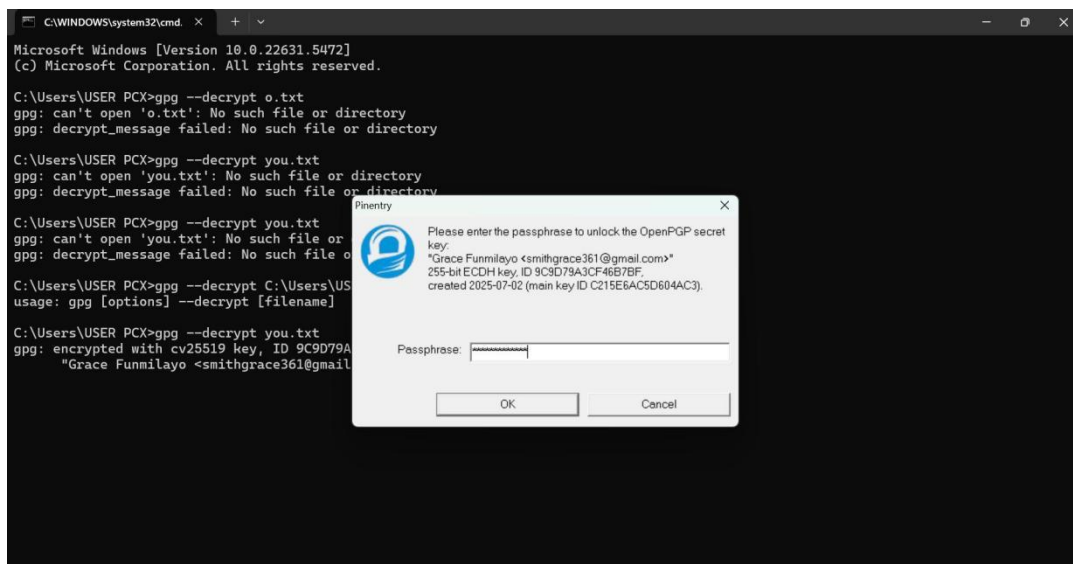 C:\WINDOWS\system32\cmd.
Microsoft Windows [Version 10.0.22631.5472]
(c) Microsoft Corporation. All rights reserved.
C:\Users\USER PCX>gpg --decrypt o.txt
gpg: can't open 'o.txt': No such file or directory
gpg: decrypt_message failed: No such file or directory
C:\Users\USER PCX>gpg --decrypt you.txt
gpg: can't open 'you.txt': No such file or directory
gpg: decrypt_message failed: No such file or directory
C:\Users\USER PCX>gpg --decrypt you.txt
gpg: can't open 'you.txt': No such file or
gpg: decrypt_message failed: No such file o
C:\Users\USER PCX>gpg --decrypt C:\Users\US
usage: gpg [options] --decrypt [filename]
C:\Users\USER PCX>gpg --decrypt you.txt
gpg: encrypted with cv25519 key, ID 9C9D79A
"Grace Funmilayo <smithgrace361@gmail
Pinentry
Please enter the passphrase to unlock the OpenPGP secret
key:
"Grace Funmilayo <smithgrace361@gmail.com>"
255-bit ECDH key, ID 9C9D79A3CF46B7BF,
created 2025-07-02 (main key ID C215E6AC5D604AC3).
Passphrase: *************
OK Cancel